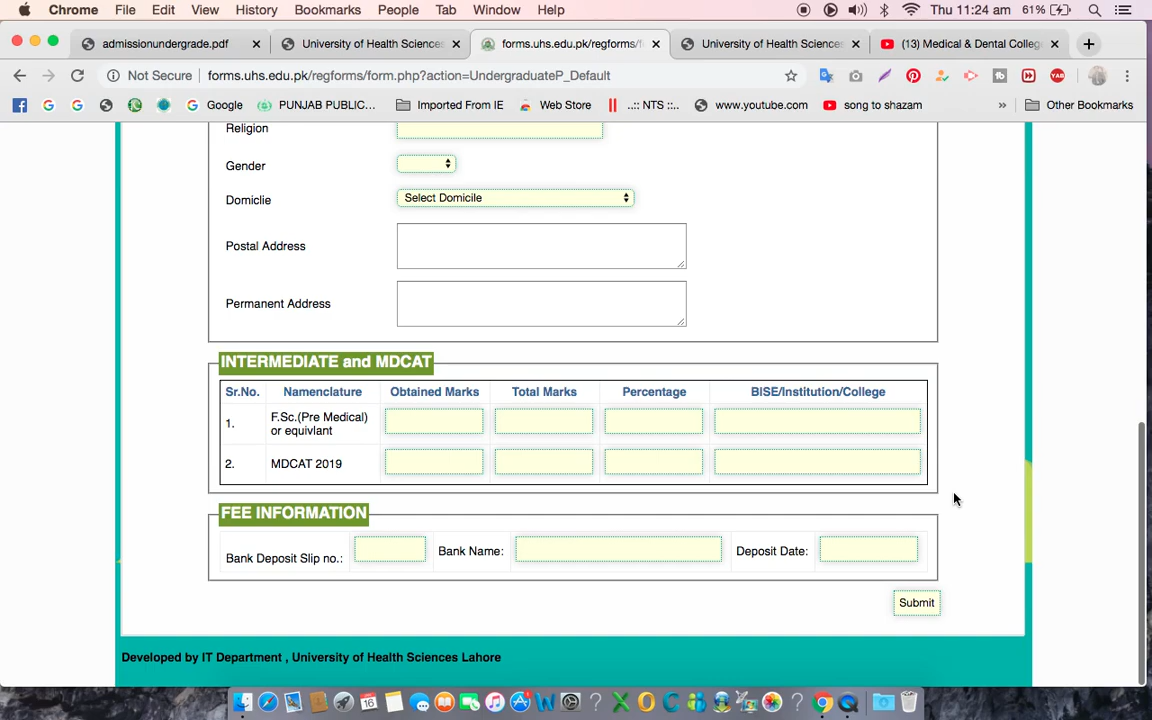 Chrome File Edit View History Bookmarks People Tab Window Help Thu 11:24 am 61%
admissionundergrade.pdf University of Health Sciences forms.uhs.edu.pk/regforms/f University of Health Sciences (13) Medical & Dental Colleg
Not Secure forms.uhs.edu.pk/regforms/form.php?action=UndergraduateP_Default
Google PUNJAB PUBLIC... Imported From IE Web Store ..:: NTS ::.. www.youtube.com song to shazam » Other Bookmarks
Religion
Gender
Domiclie Select Domicile
Postal Address
Permanent Address
INTERMEDIATE and MDCAT
Sr.No. Namenclature Obtained Marks Total Marks Percentage BISE/Institution/College
1. F.Sc.(Pre Medical)
or equivlant
2. MDCAT 2019
FEE INFORMATION
Bank Deposit Slip no.: Bank Name: Deposit Date:
Submit
Developed by IT Department , University of Health Sciences Lahore